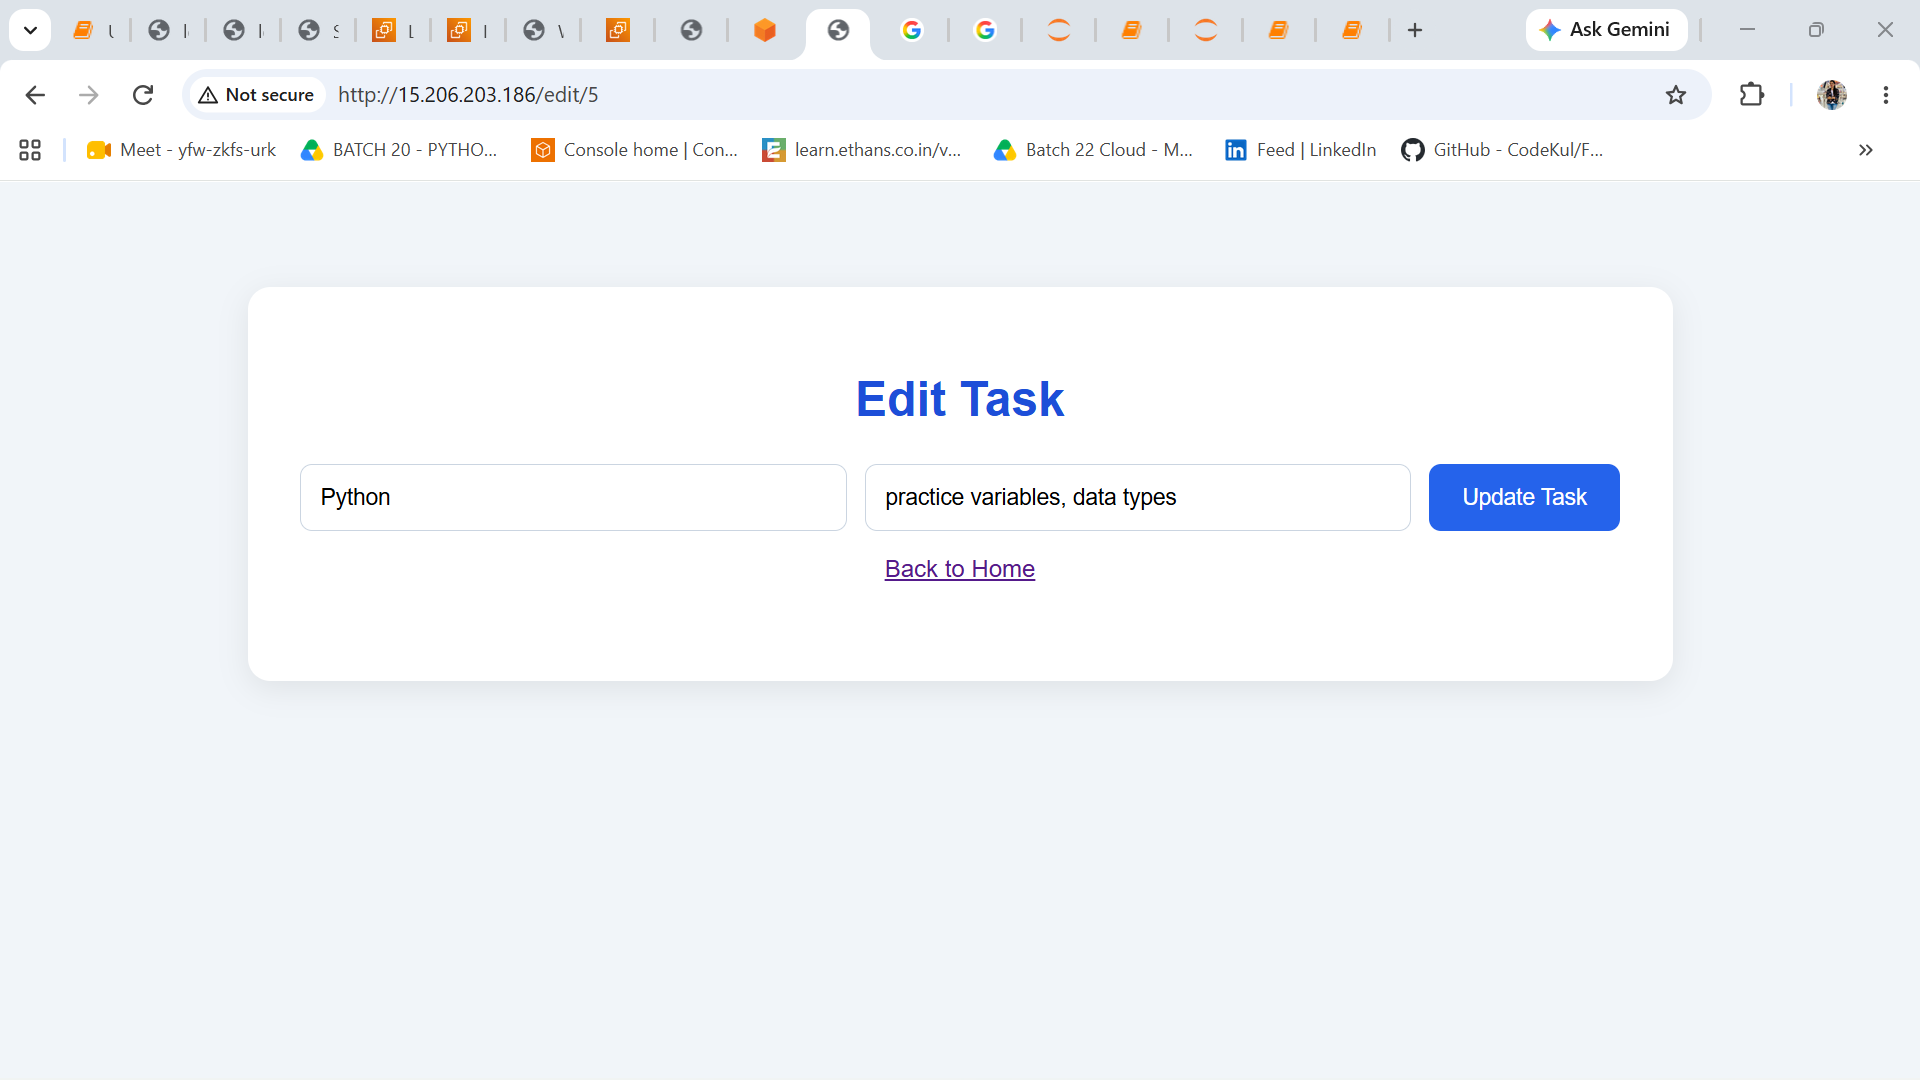 Ask Gemini
Not secure
http://15.206.203.186/edit/5
Meet - yfw-zkfs-urk
BATCH 20 - PYTHO...
Console home | Con...
learn.ethans.co.in/v...
Batch 22 Cloud - M...
Feed | LinkedIn
GitHub - CodeKul/F...
Edit Task
Python
practice variables, data types
Update Task
Back to Home